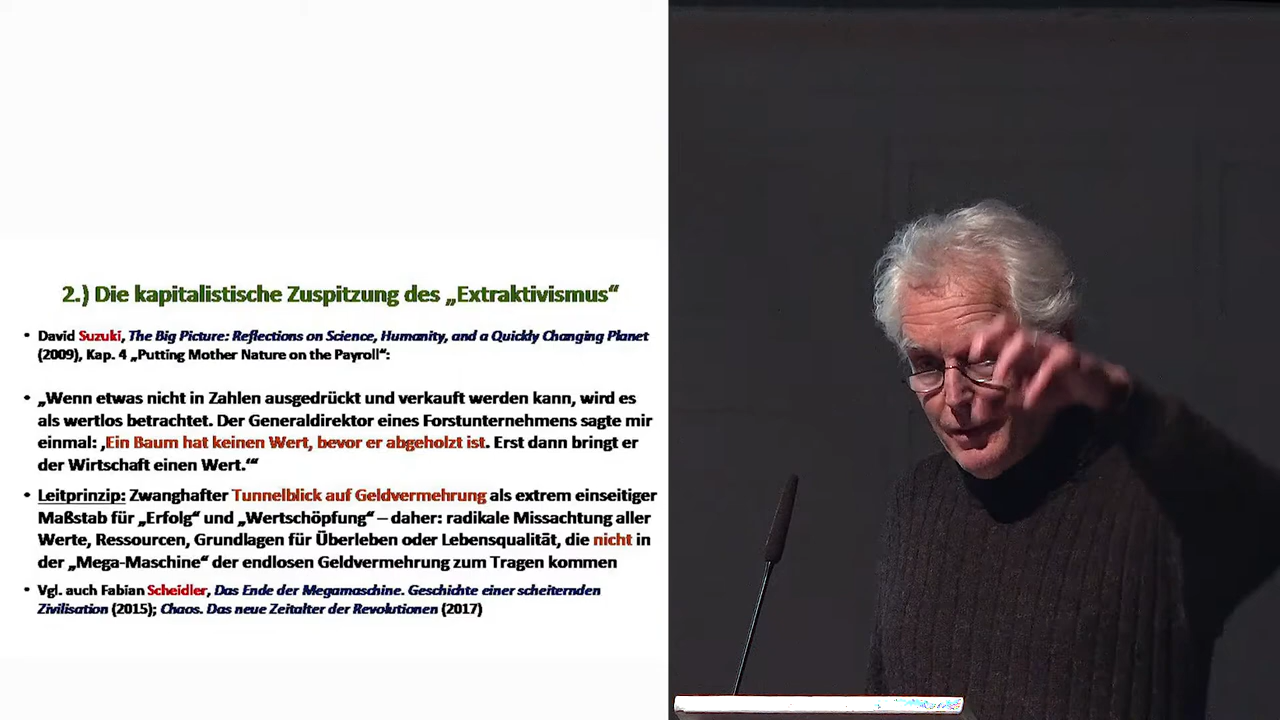 2.) Die kapitalistische Zuspitzung des „Extraktivismus“
• David Suzuki, The Big Picture: Reflections on Science, Humanity, and a Quickly Changing Planet
(2009), Kap. 4 „Putting Mother Nature on the Payroll“:
• „Wenn etwas nicht in Zahlen ausgedrückt und verkauft werden kann, wird es
als wertlos betrachtet. Der Generaldirektor eines Forstunternehmens sagte mir
einmal: ‚Ein Baum hat keinen Wert, bevor er abgeholzt ist. Erst dann bringt er
der Wirtschaft einen Wert.‘“
• Leitprinzip: Zwanghafter Tunnelblick auf Geldvermehrung als extrem einseitiger
Maßstab für „Erfolg“ und „Wertschöpfung“ – daher: radikale Missachtung aller
Werte, Ressourcen, Grundlagen für Überleben oder Lebensqualität, die nicht in
der „Mega-Maschine“ der endlosen Geldvermehrung zum Tragen kommen
• Vgl. auch Fabian Scheidler, Das Ende der Megamaschine. Geschichte einer scheiternden
Zivilisation (2015); Chaos. Das neue Zeitalter der Revolutionen (2017)